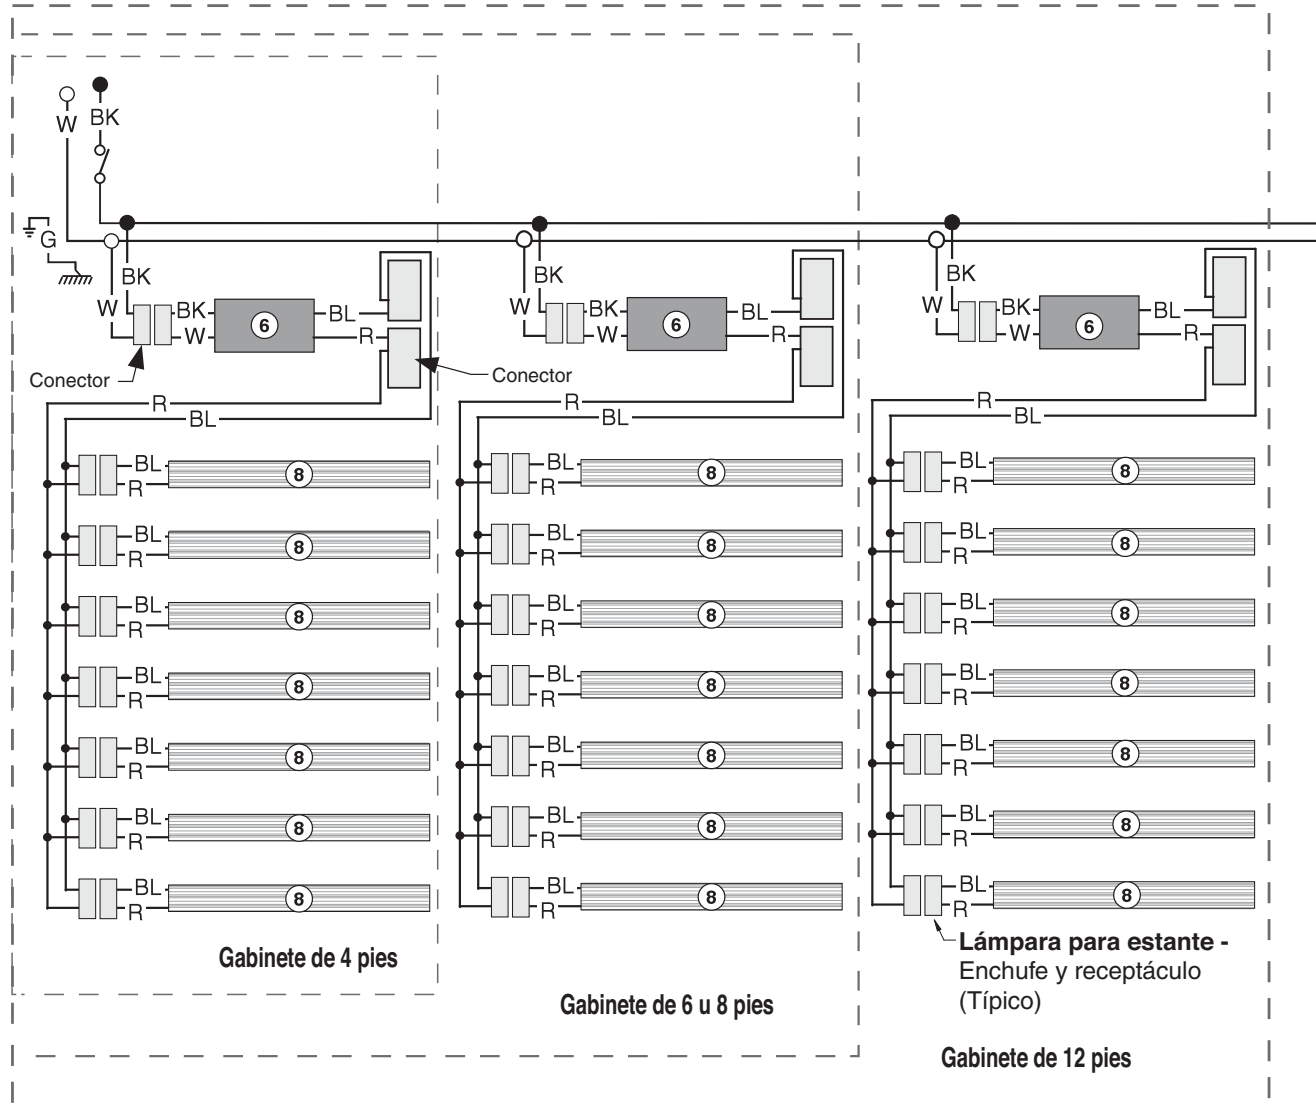 W BK
G
BK BK BK
W BK BL W BK BL W BK BL
W R W R W R
6 6 6
Conector Conector
R R R
BL BL BL
BL BL BL
8 8 8
R R R
BL BL BL
8 8 8
R R R
BL BL BL
8 8 8
R R R
BL BL BL
8 8 8
R R R
BL BL BL
8 8 8
R R R
BL BL BL
8 8 8
R R R
BL BL BL
8 8 8
R R R
Lámpara para estante -
Enchufe y receptáculo
(Típico)
Gabinete de 4 pies
Gabinete de 6 u 8 pies
Gabinete de 12 pies